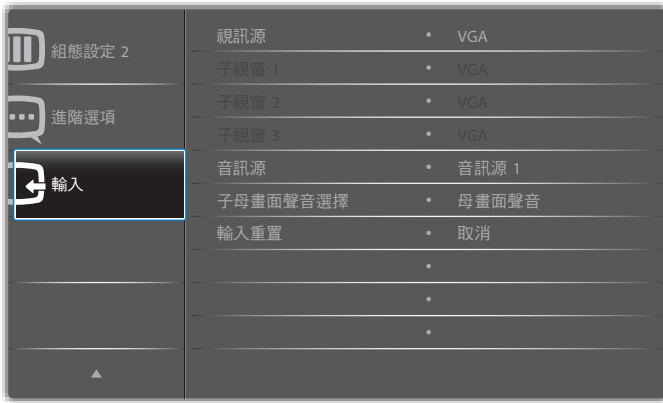 組態設定 2
進階選項
輸入
視訊源 • VGA
子視窗 1 • VGA
子視窗 2 • VGA
子視窗 3 • VGA
音訊源 • 音訊源 1
子母畫面聲音選擇 • 母畫面聲音
輸入重置 • 取消
•
•
•
▲